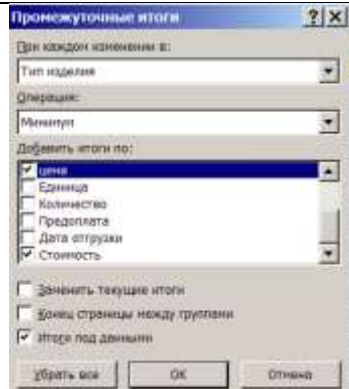 Промежуточные итоги
При каждом изменении в:
Тип изделия
Операция:
Минимум
Добавить итоги по:
цена
Единица
Количество
Предоплата
Дата отгрузки
Стоимость
Заменить текущие итоги
Конец страницы между группами
Итоги под данными
Убрать все
ОК
Отмена